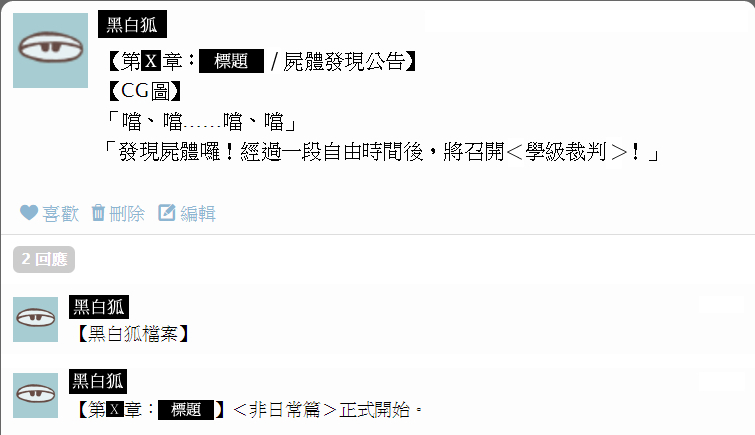 黑白狐
【第X章：標題 / 屍體發現公告】
【CG圖】
「噹、噹……噹、噹」
「發現屍體囉！經過一段自由時間後，將召開＜學級裁判＞！」
喜歡 刪除 編輯
2 回應
黑白狐
【黑白狐檔案】
黑白狐
【第X章：標題】＜非日常篇＞正式開始。